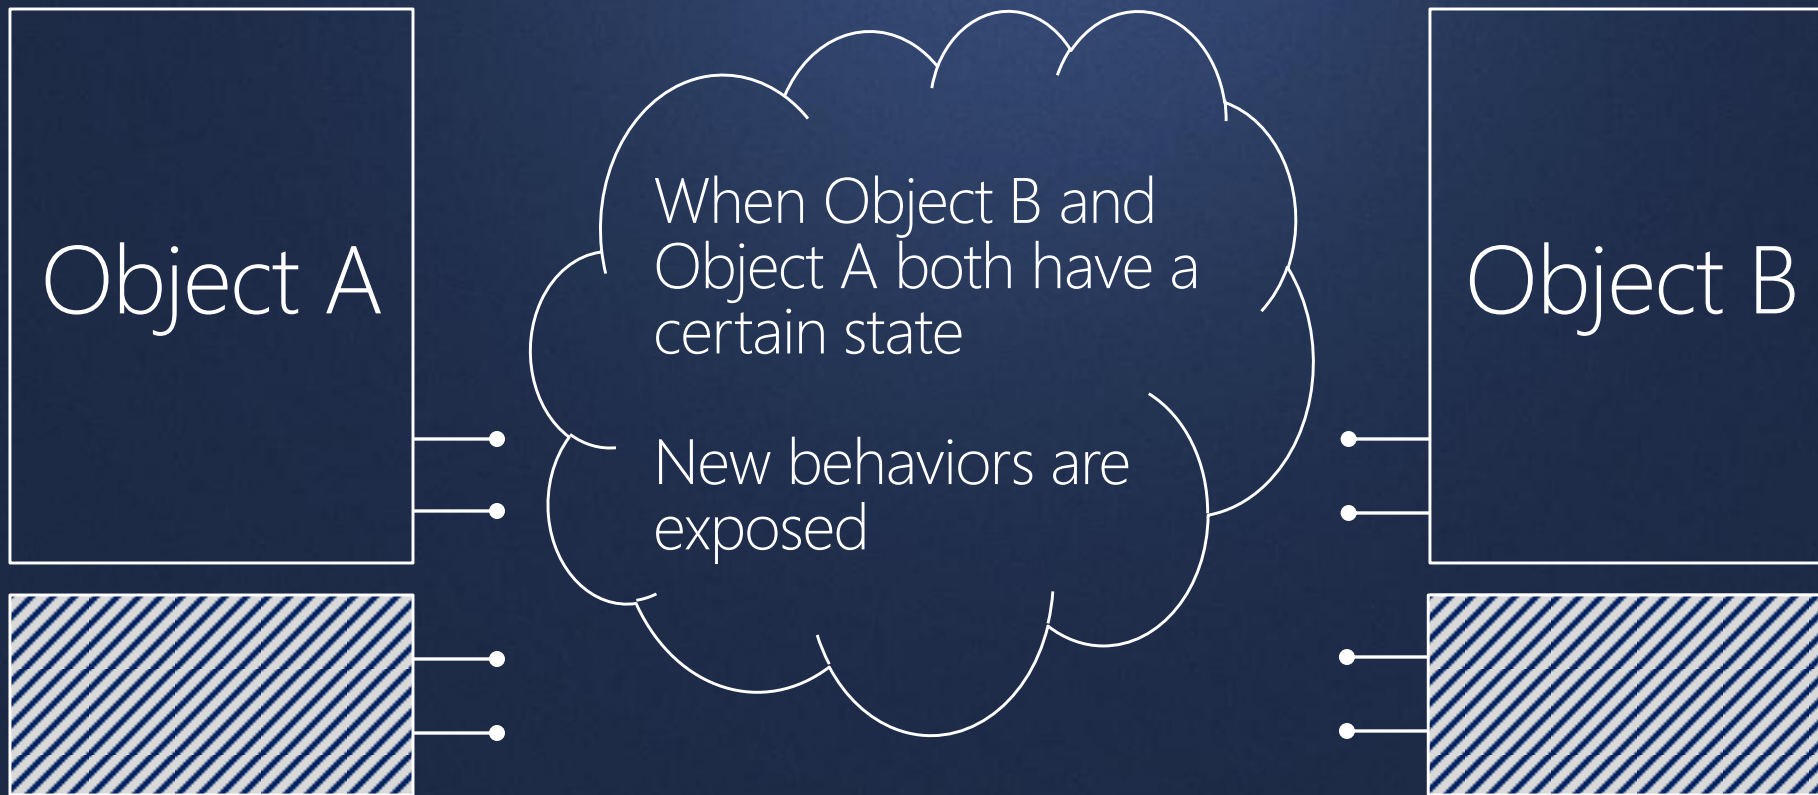 Object A
When Object B and
Object A both have a
certain state
New behaviors are
exposed
Object B